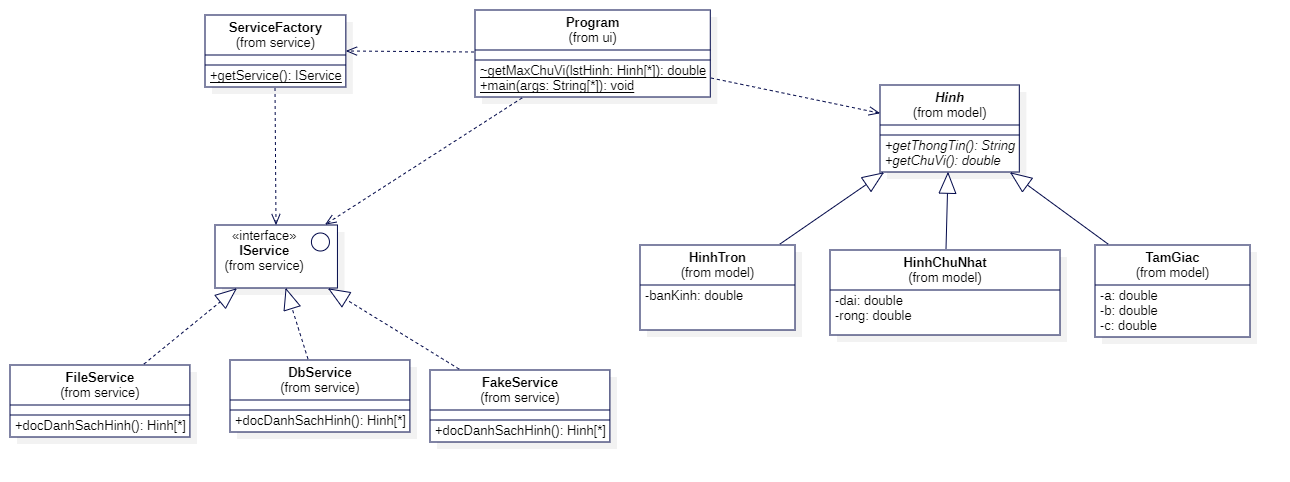 ServiceFactory
(from service)
+getService(): IService
Program
(from ui)
~getMaxChuVi(lstHinh: Hinh[*]): double
+main(args: String[*]): void
Hinh
(from model)
+getThongTin(): String
+getChuVi(): double
«interface»
IService
(from service)
HinhTron
(from model)
-banKinh: double
HinhChuNhat
(from model)
-dai: double
-rong: double
TamGiac
(from model)
-a: double
-b: double
-c: double
FileService
(from service)
+docDanhSachHinh(): Hinh[*]
DbService
(from service)
+docDanhSachHinh(): Hinh[*]
FakeService
(from service)
+docDanhSachHinh(): Hinh[*]